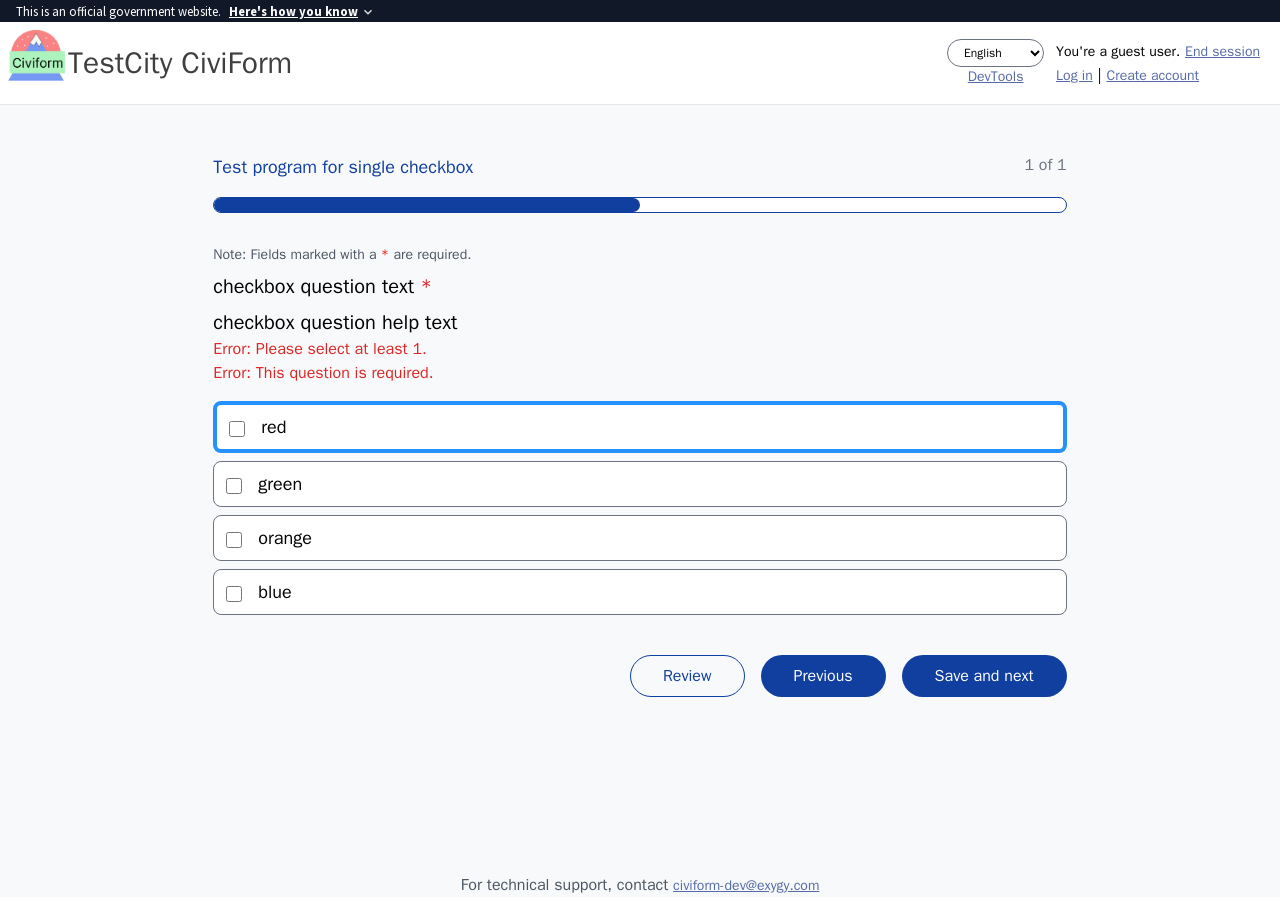 This is an official government website. Here's how you know
Civiform TestCity CiviForm
English
DevTools
You're a guest user. End session
Log in | Create account
Test program for single checkbox
1 of 1
Note: Fields marked with a * are required.
checkbox question text *
checkbox question help text
Error: Please select at least 1.
Error: This question is required.
red
green
orange
blue
Review
Previous
Save and next
For technical support, contact civiform-dev@exygy.com